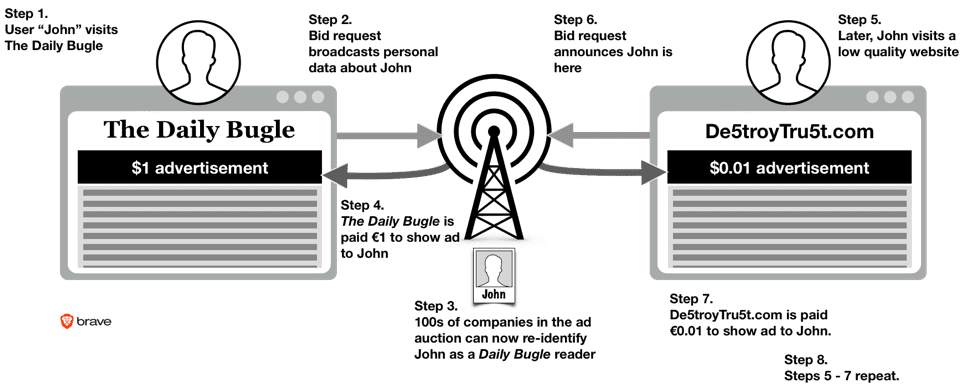 Step 1.
User “John” visits
The Daily Bugle
Step 2.
Bid request
broadcasts personal
data about John
Step 6.
Bid request
announces John is
here
Step 5.
Later, John visits a
low quality website
The Daily Bugle
$1 advertisement
De5troyTru5t.com
$0.01 advertisement
Step 4.
The Daily Bugle is
paid €1 to show ad
to John
John
Step 3.
100s of companies in the ad
auction can now re-identify
John as a Daily Bugle reader
Step 7.
De5troyTru5t.com is paid
€0.01 to show ad to John.
Step 8.
Steps 5 - 7 repeat.
brave